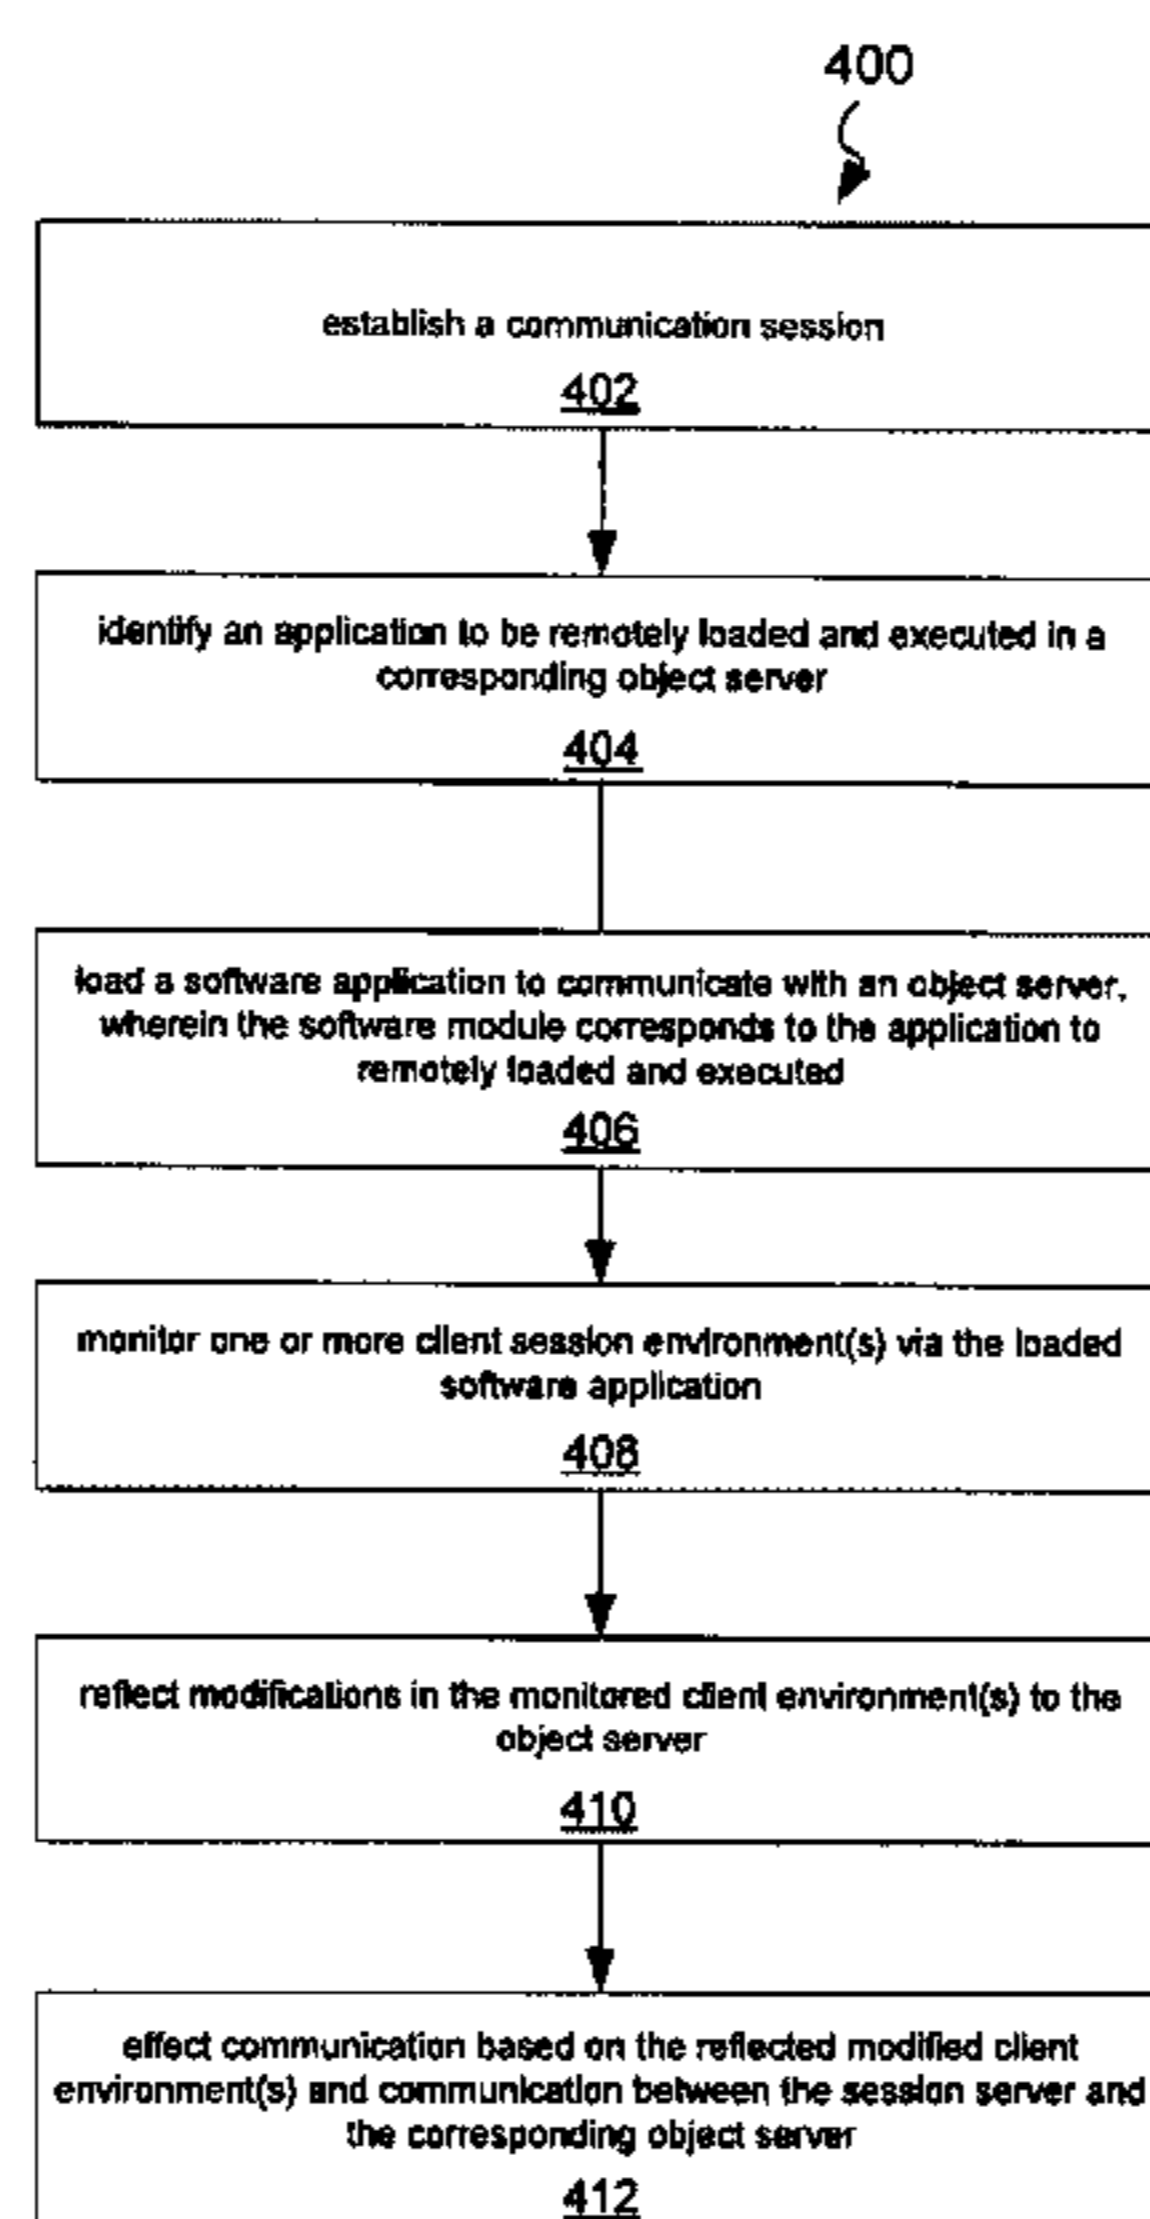 400
establish a communication session
402
identify an application to be remotely loaded and executed in a
corresponding object server
404
load a software application to communicate with an object server,
wherein the software module corresponds to the application to
remotely loaded and executed
406
monitor one or more client session environment(s) via the loaded
software application
408
reflect modifications in the monitored client environment(s) to the
object server
410
effect communication based on the reflected modified client
environment(s) and communication between the session server and
the corresponding object server
412